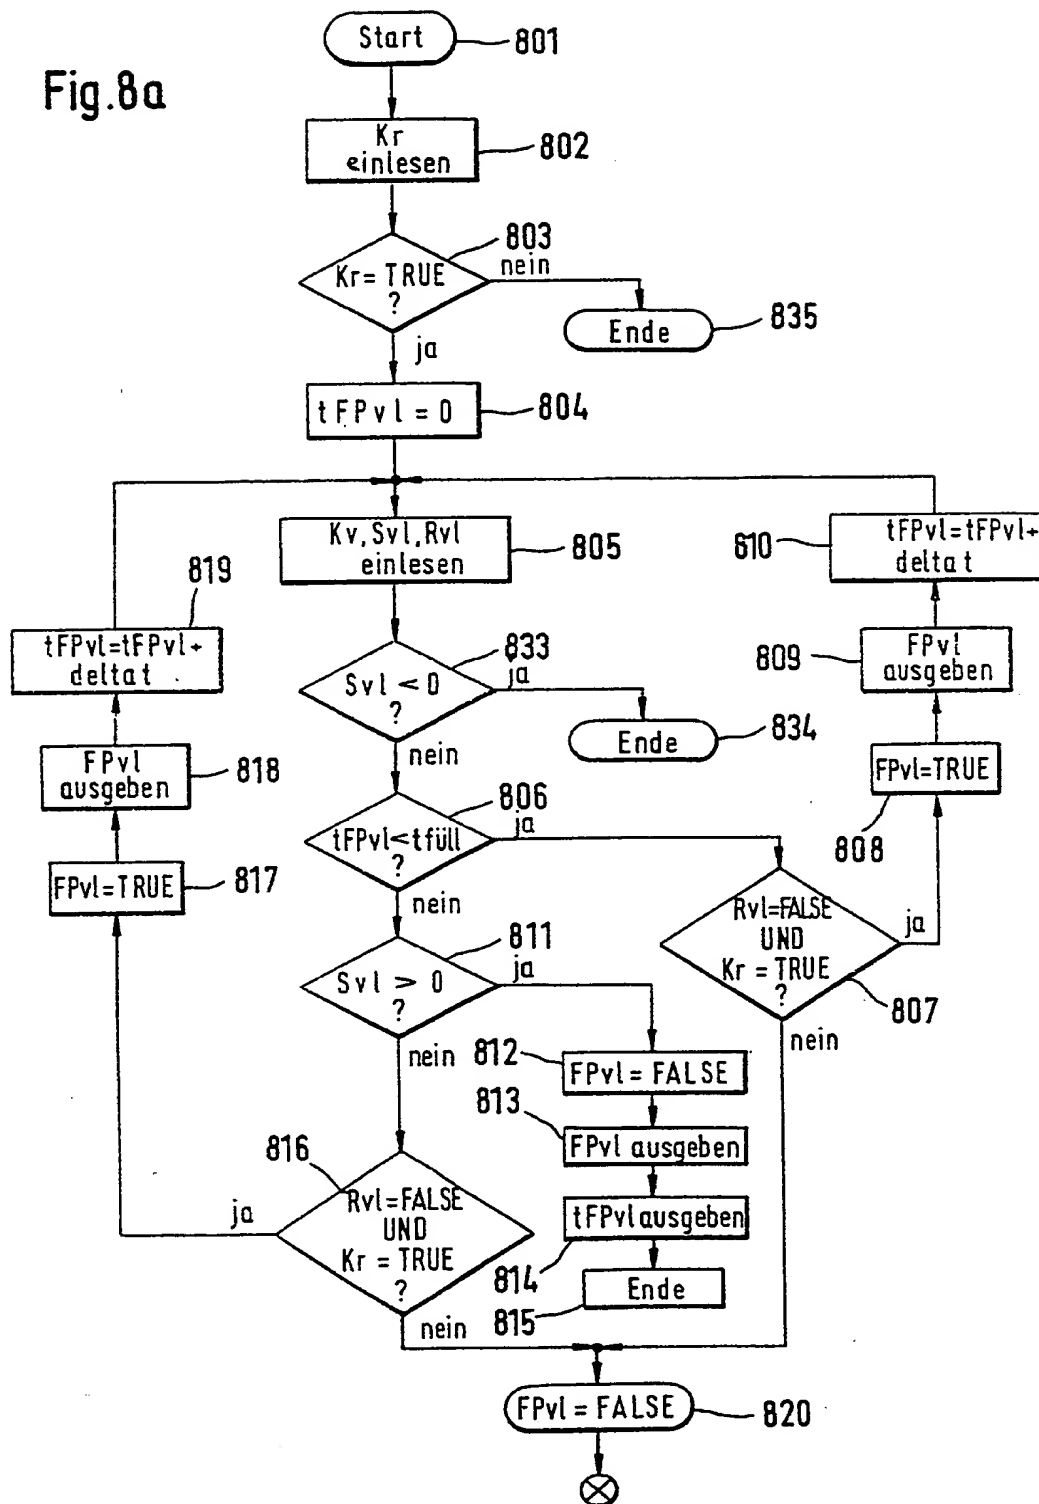 Fig.8a
Start
801
Kr
einlesen
802
803
Kr = TRUE
?
nein
Ende
835
ja
tFPvl = 0
804
Kv, Svl, Rvl
einlesen
805
833
Svl < 0
?
ja
Ende
834
nein
806
tFPvl < tfüll
?
ja
nein
Rvl=FALSE
UND
Kr = TRUE
?
807
ja
nein
FPvl=TRUE
808
FPvl
ausgeben
809
tFPvl=tFPvl+
deltat
810
811
Svl > 0
?
ja
nein
812
FPvl = FALSE
813
FPvl ausgeben
tFPvl ausgeben
814
Ende
815
816
Rvl=FALSE
UND
Kr = TRUE
?
ja
nein
FPvl=TRUE
817
FPvl
ausgeben
818
819
tFPvl=tFPvl+
deltat
FPvl = FALSE
820